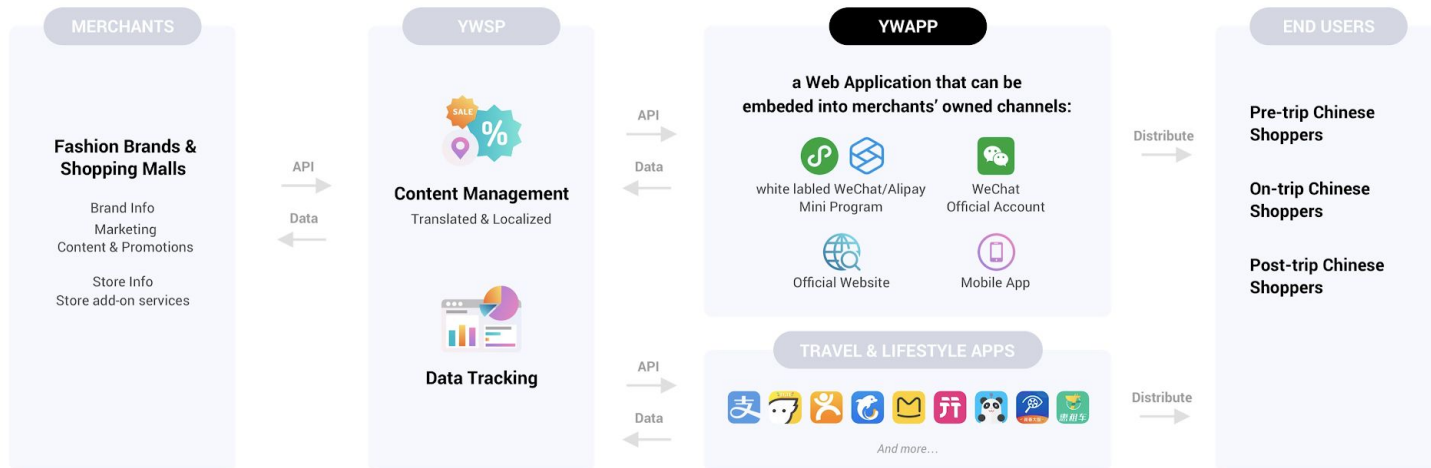 MERCHANTS
Fashion Brands &
Shopping Malls
Brand Info
Marketing
Content & Promotions
Store Info
Store add-on services
API
Data
YWSP
SALE
%
Content Management
Translated & Localized
Data Tracking
API
Data
API
Data
YWAPP
a Web Application that can be
embeded into merchants' owned channels:
white labled WeChat/Alipay
Mini Program
WeChat
Official Account
Official Website
Mobile App
TRAVEL & LIFESTYLE APPS
支
行
惠租车
And more...
Distribute
Distribute
END USERS
Pre-trip Chinese
Shoppers
On-trip Chinese
Shoppers
Post-trip Chinese
Shoppers